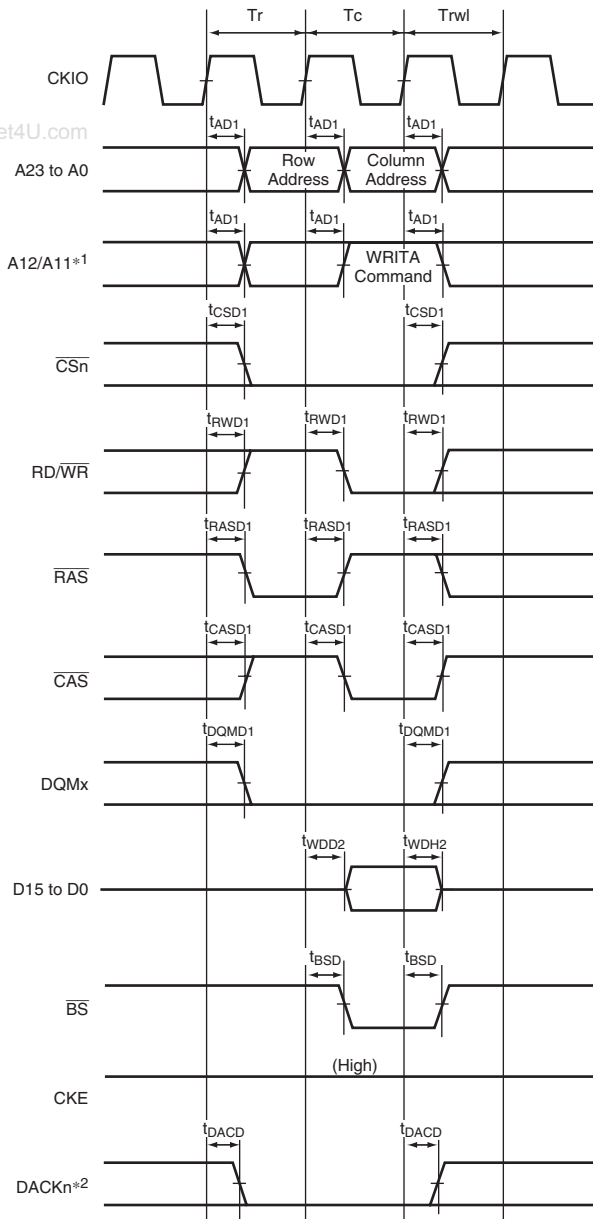 Tr Tc Trwl
CKIO
et4U.com
tAD1 tAD1 tAD1
A23 to A0
Row Address
Column Address
tAD1 tAD1 tAD1
A12/A11*1
WRITA Command
tCSD1 tCSD1
CSn
tRWD1 tRWD1 tRWD1
RD/WR
tRASD1 tRASD1 tRASD1
RAS
tCASD1 tCASD1 tCASD1
CAS
tDQMD1 tDQMD1
DQMx
tWDD2 tWDH2
D15 to D0
tBSD tBSD
BS
(High)
CKE
tDACD tDACD
DACKn*2